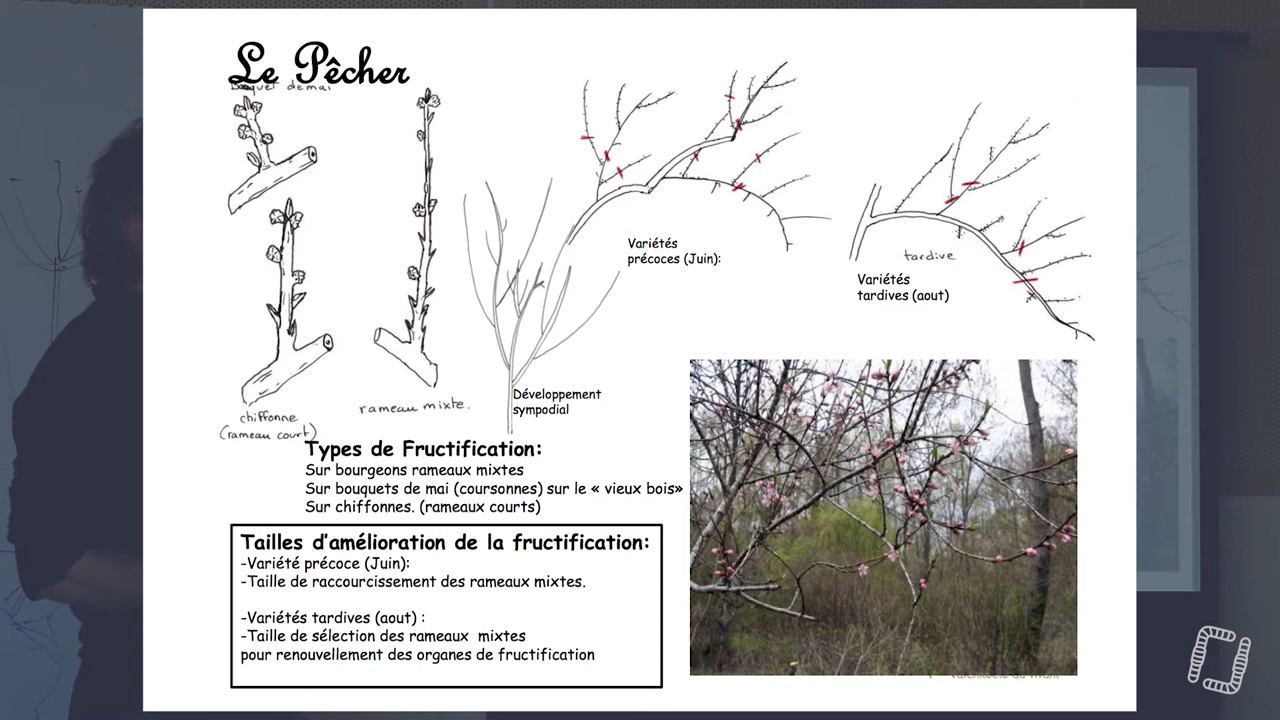 Le Pêcher
Bouquet de mai
chiffonne
(rameau court)
rameau mixte.
Développement
sympodial
Variétés
précoces (Juin):
tardive
Variétés
tardives (aout)
Types de Fructification:
Sur bourgeons rameaux mixtes
Sur bouquets de mai (coursonnes) sur le « vieux bois»
Sur chiffonnes. (rameaux courts)
Tailles d'amélioration de la fructification:
-Variété précoce (Juin):
-Taille de raccourcissement des rameaux mixtes.
-Variétés tardives (aout) :
-Taille de sélection des rameaux mixtes
pour renouvellement des organes de fructification